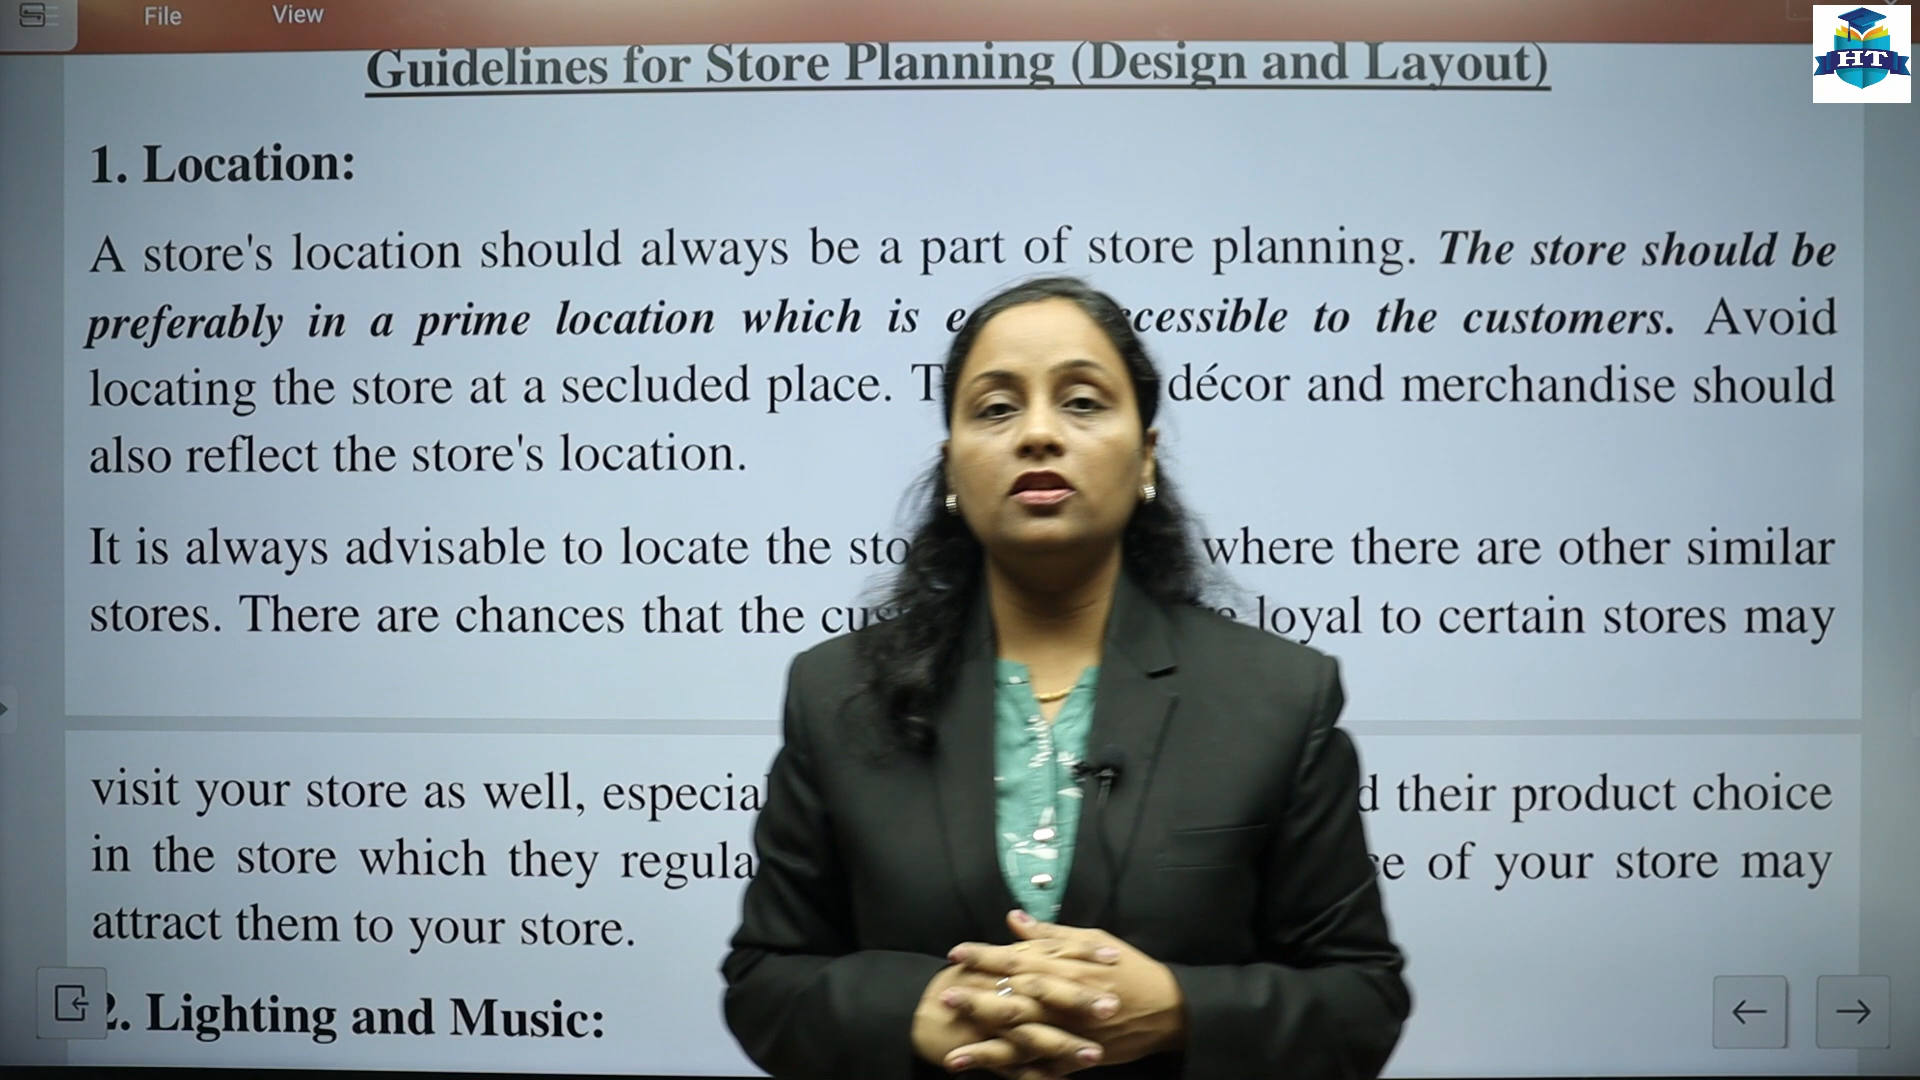 File View
HT
Guidelines for Store Planning (Design and Layout)
1. Location:
A store's location should always be a part of store planning. The store should be
preferably in a prime location which is to the customers. Avoid
locating the store at a secluded place. décor and merchandise should
also reflect the store's location.
It is always advisable to locate the where there are other similar
stores. There are chances that the loyal to certain stores may
visit your store as well, their product choice
in the store which they of your store may
attract them to your store.
2. Lighting and Music: